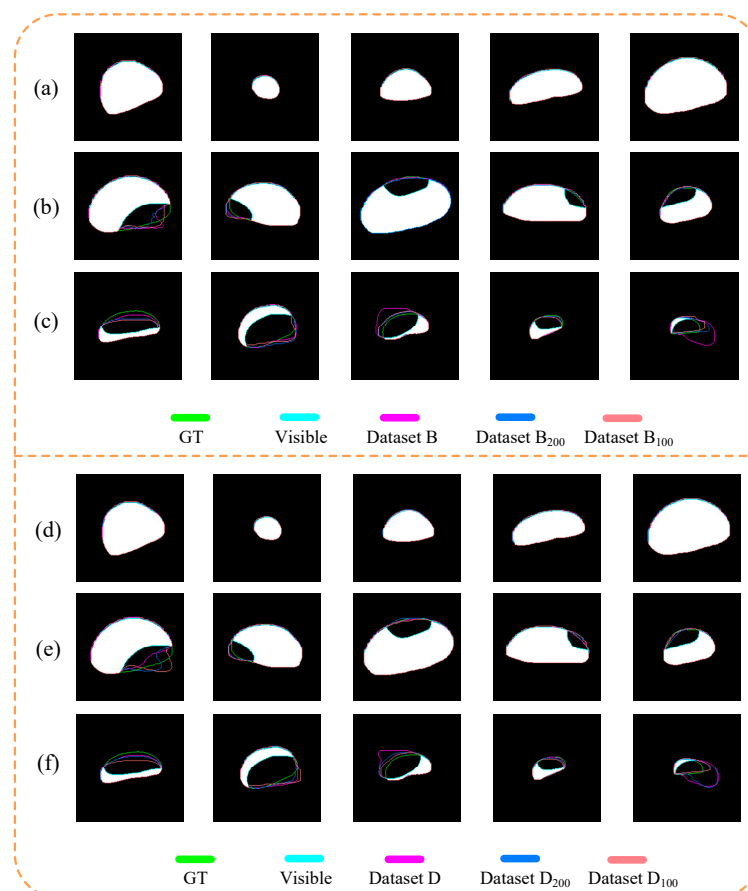 (a)
(b)
(c)
GT Visible Dataset B Dataset B₂₀₀ Dataset B₁₀₀
(d)
(e)
(f)
GT Visible Dataset D Dataset D₂₀₀ Dataset D₁₀₀